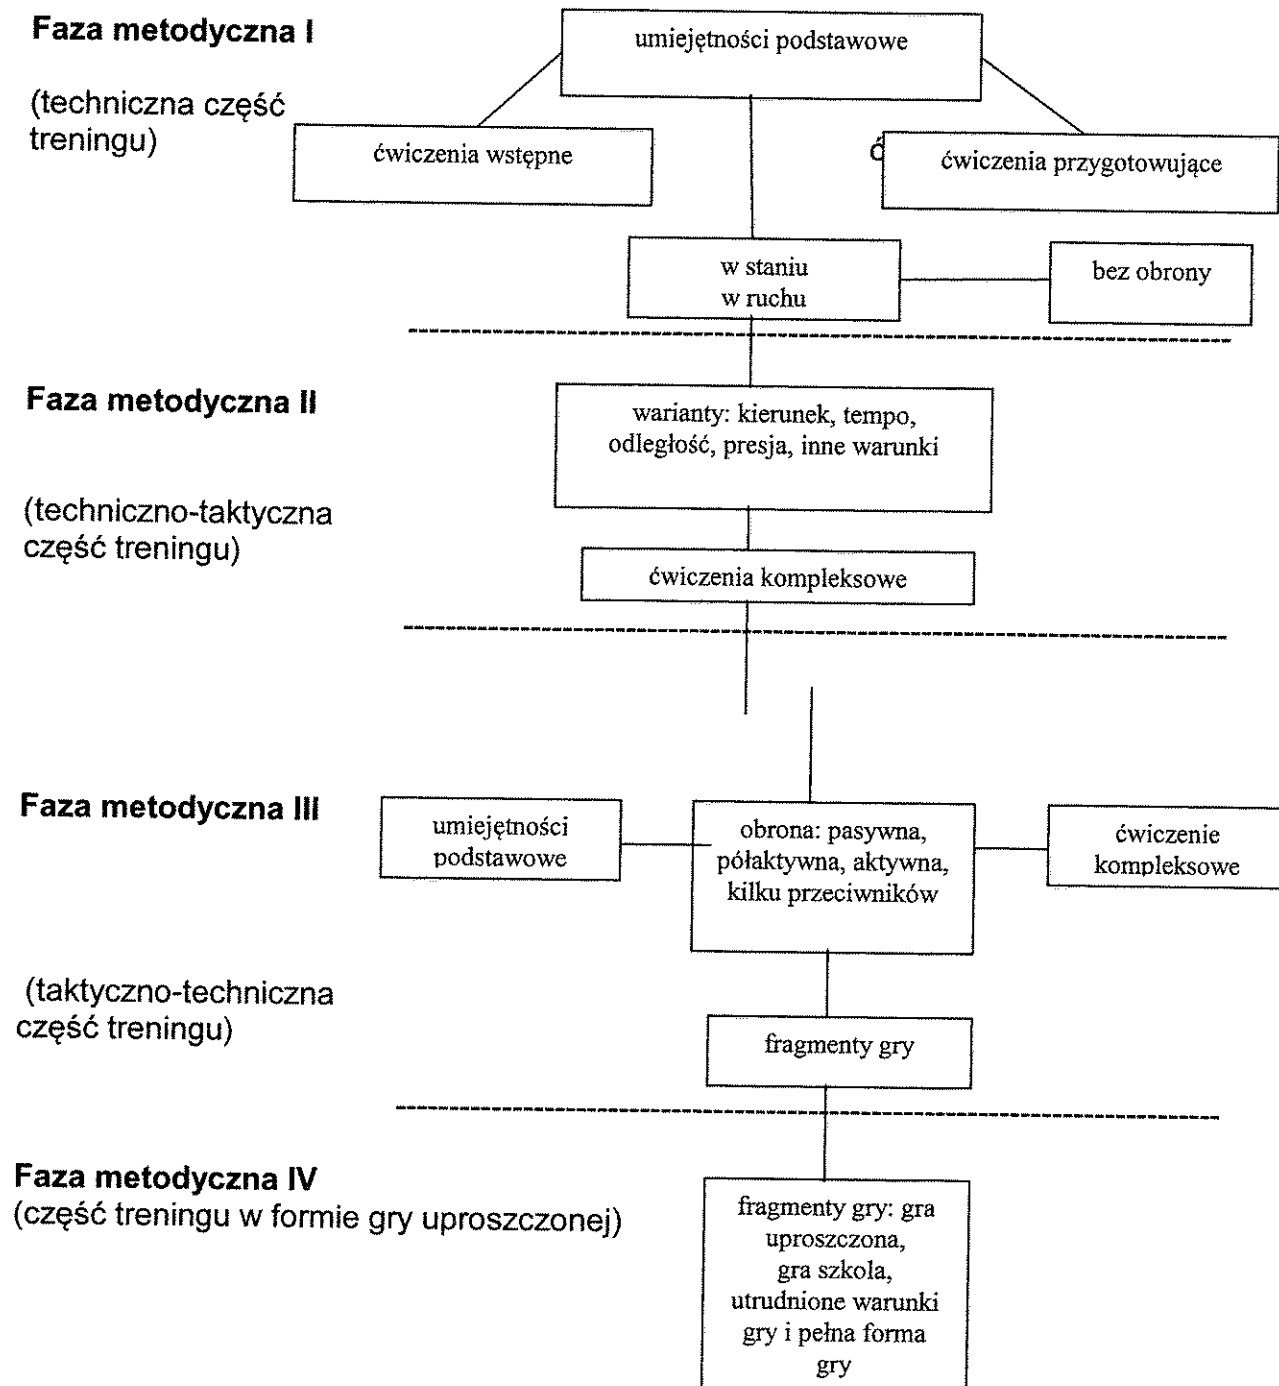 Faza metodyczna I
umiejętności podstawowe
(techniczna część
treningu)
ćwiczenia wstępne
ć
ćwiczenia przygotowujące
w staniu
w ruchu
bez obrony
Faza metodyczna II
warianty: kierunek, tempo,
odległość, presja, inne warunki
(techniczno-taktyczna
część treningu)
ćwiczenia kompleksowe
Faza metodyczna III
umiejętności
podstawowe
obrona: pasywna,
półaktywna, aktywna,
kilku przeciwników
ćwiczenie
kompleksowe
(taktyczno-techniczna
część treningu)
fragmenty gry
Faza metodyczna IV
(część treningu w formie gry uproszczonej)
fragmenty gry: gra
uproszczona,
gra szkola,
utrudnione warunki
gry i pełna forma
gry